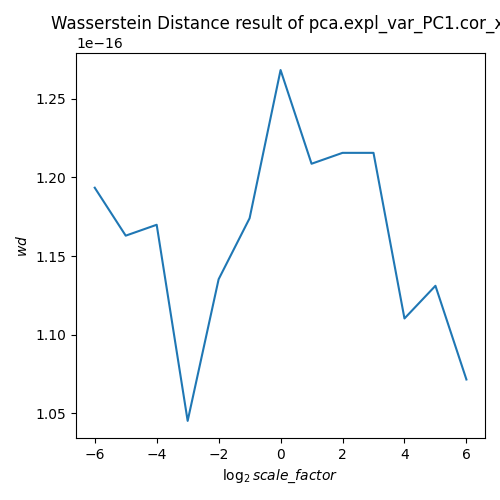 Wasserstein Distance result of pca.expl_var_PC1.cor_x
1e−16
1.25
1.20
1.15
1.10
1.05
wd
−6 −4 −2 0 2 4 6
log₂ scale_factor